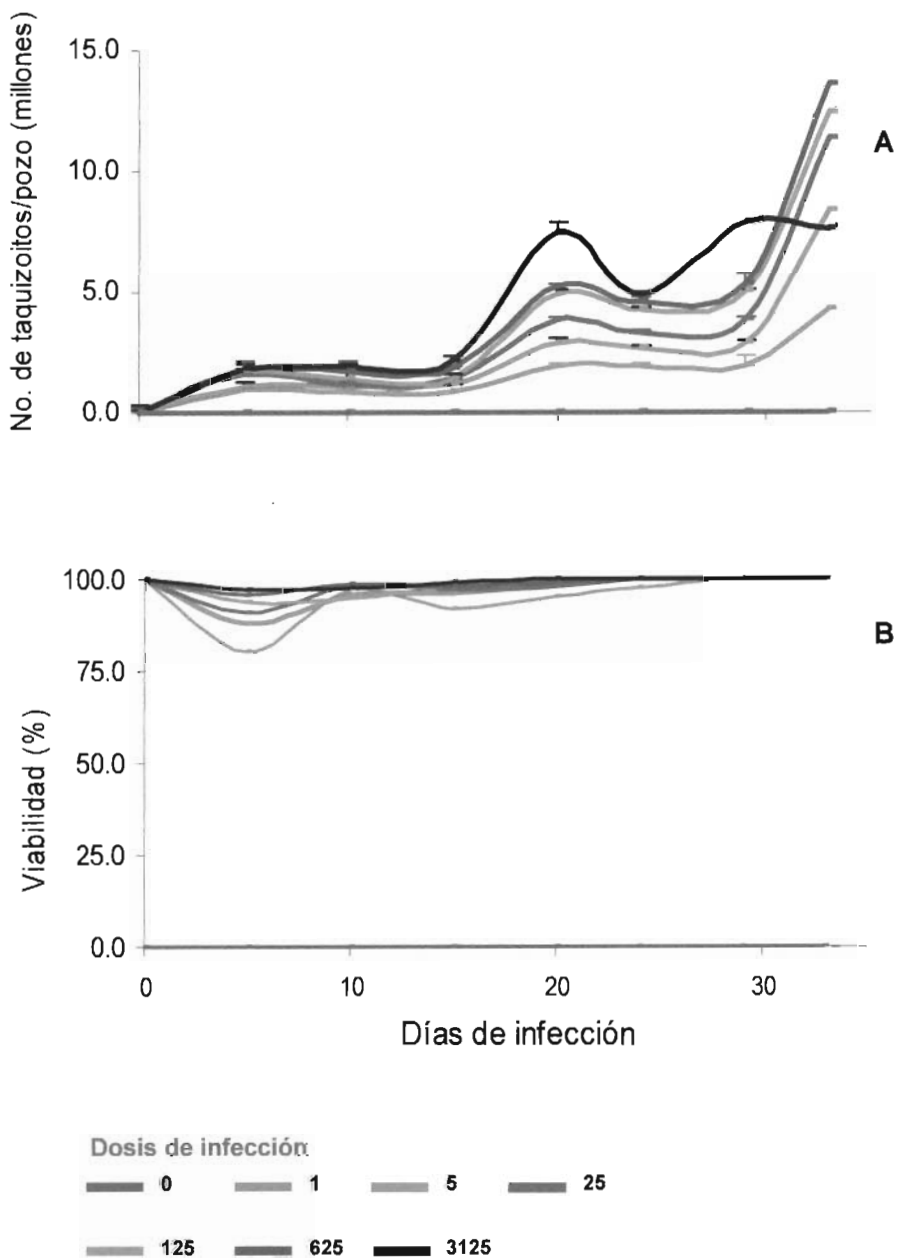 No. de taquizoitos/pozo (millones)
15.0
10.0
5.0
0.0
A
Viabilidad (%)
100.0
75.0
50.0
25.0
0.0
B
0 10 20 30
Días de infección
Dosis de infección
0 1 5 25
125 625 3125